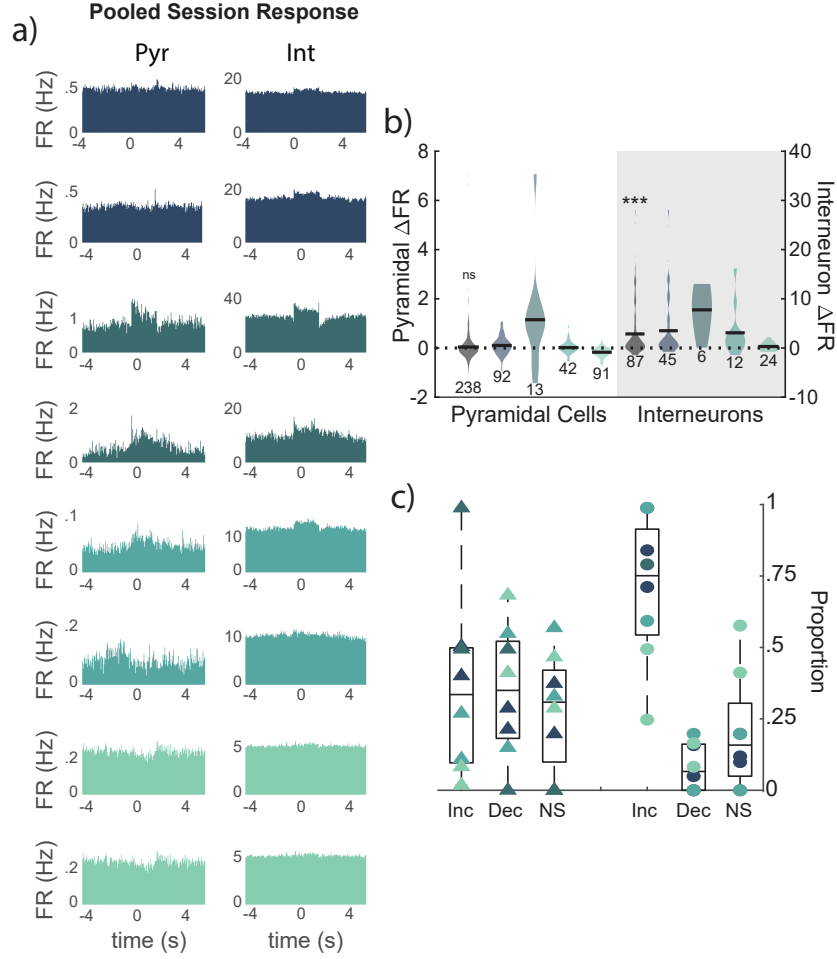 Pooled Session Response
a)
Pyr Int
FR (Hz) .5 0 -4 0 4
20 0 -4 0 4
FR (Hz) .5 0 -4 0 4
20 0 -4 0 4
FR (Hz) 1 0 -4 0 4
40 20 0 -4 0 4
FR (Hz) 2 0 -4 0 4
20 10 0 -4 0 4
FR (Hz) .1 0 -4 0 4
10 0 -4 0 4
FR (Hz) .2 0 -4 0 4
10 0 -4 0 4
FR (Hz) .2 0 -4 0 4
5 0 -4 0 4
FR (Hz) .2 0 -4 0 4
5 0 -4 0 4
time (s) time (s)
b)
Pyramidal ΔFR
8
6
4
2
0
-2
ns
***
238 92 13 42 91
87 45 6 12 24
Pyramidal Cells Interneurons
40
30
20
10
0
-10
Interneuron ΔFR
c)
1
.75
.5
0.25
0
Proportion
Inc Dec NS Inc Dec NS